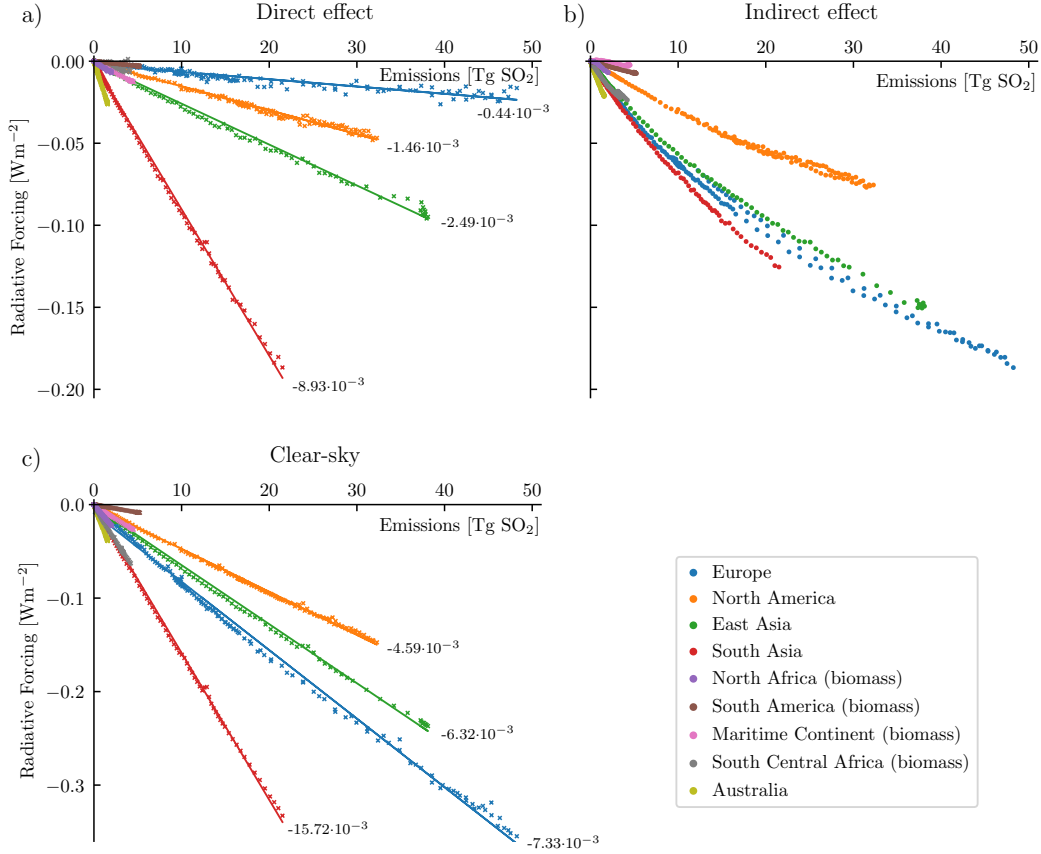 a)
Direct effect
0 10 20 30 40 50
Emissions [Tg SO₂]
0.00
−0.05
−0.10
−0.15
−0.20
Radiative Forcing [Wm⁻²]
-0.44·10⁻³
-1.46·10⁻³
-2.49·10⁻³
-8.93·10⁻³
b)
Indirect effect
0 10 20 30 40 50
Emissions [Tg SO₂]
c)
Clear-sky
0 10 20 30 40 50
Emissions [Tg SO₂]
0.0
−0.1
−0.2
−0.3
Radiative Forcing [Wm⁻²]
-4.59·10⁻³
-6.32·10⁻³
-15.72·10⁻³
-7.33·10⁻³
Europe
North America
East Asia
South Asia
North Africa (biomass)
South America (biomass)
Maritime Continent (biomass)
South Central Africa (biomass)
Australia